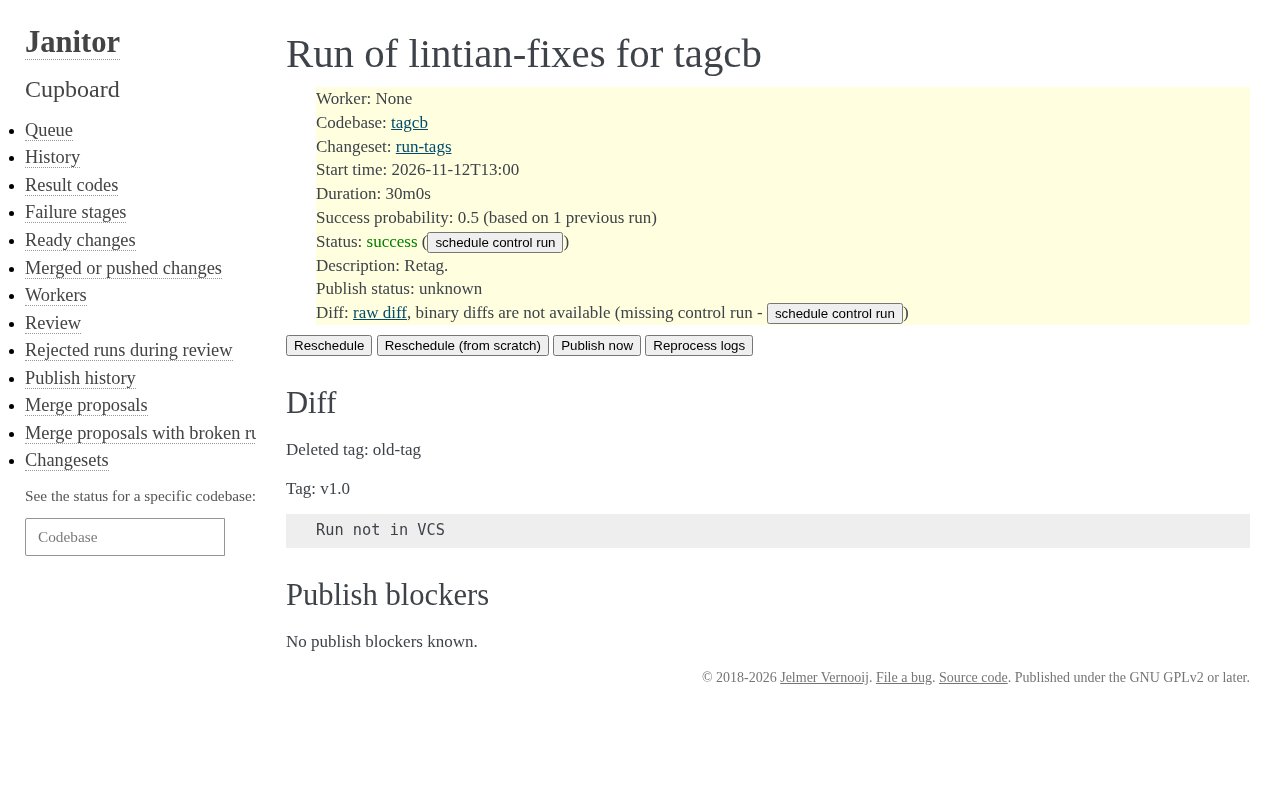 Janitor
Cupboard
Queue
History
Result codes
Failure stages
Ready changes
Merged or pushed changes
Workers
Review
Rejected runs during review
Publish history
Merge proposals
Merge proposals with broken ru
Changesets
See the status for a specific codebase:
Codebase
Run of lintian-fixes for tagcb
Worker: None
Codebase: tagcb
Changeset: run-tags
Start time: 2026-11-12T13:00
Duration: 30m0s
Success probability: 0.5 (based on 1 previous run)
Status: success (schedule control run)
Description: Retag.
Publish status: unknown
Diff: raw diff, binary diffs are not available (missing control run - schedule control run)
Reschedule Reschedule (from scratch) Publish now Reprocess logs
Diff
Deleted tag: old-tag
Tag: v1.0
Run not in VCS
Publish blockers
No publish blockers known.
© 2018-2026 Jelmer Vernooij. File a bug. Source code. Published under the GNU GPLv2 or later.